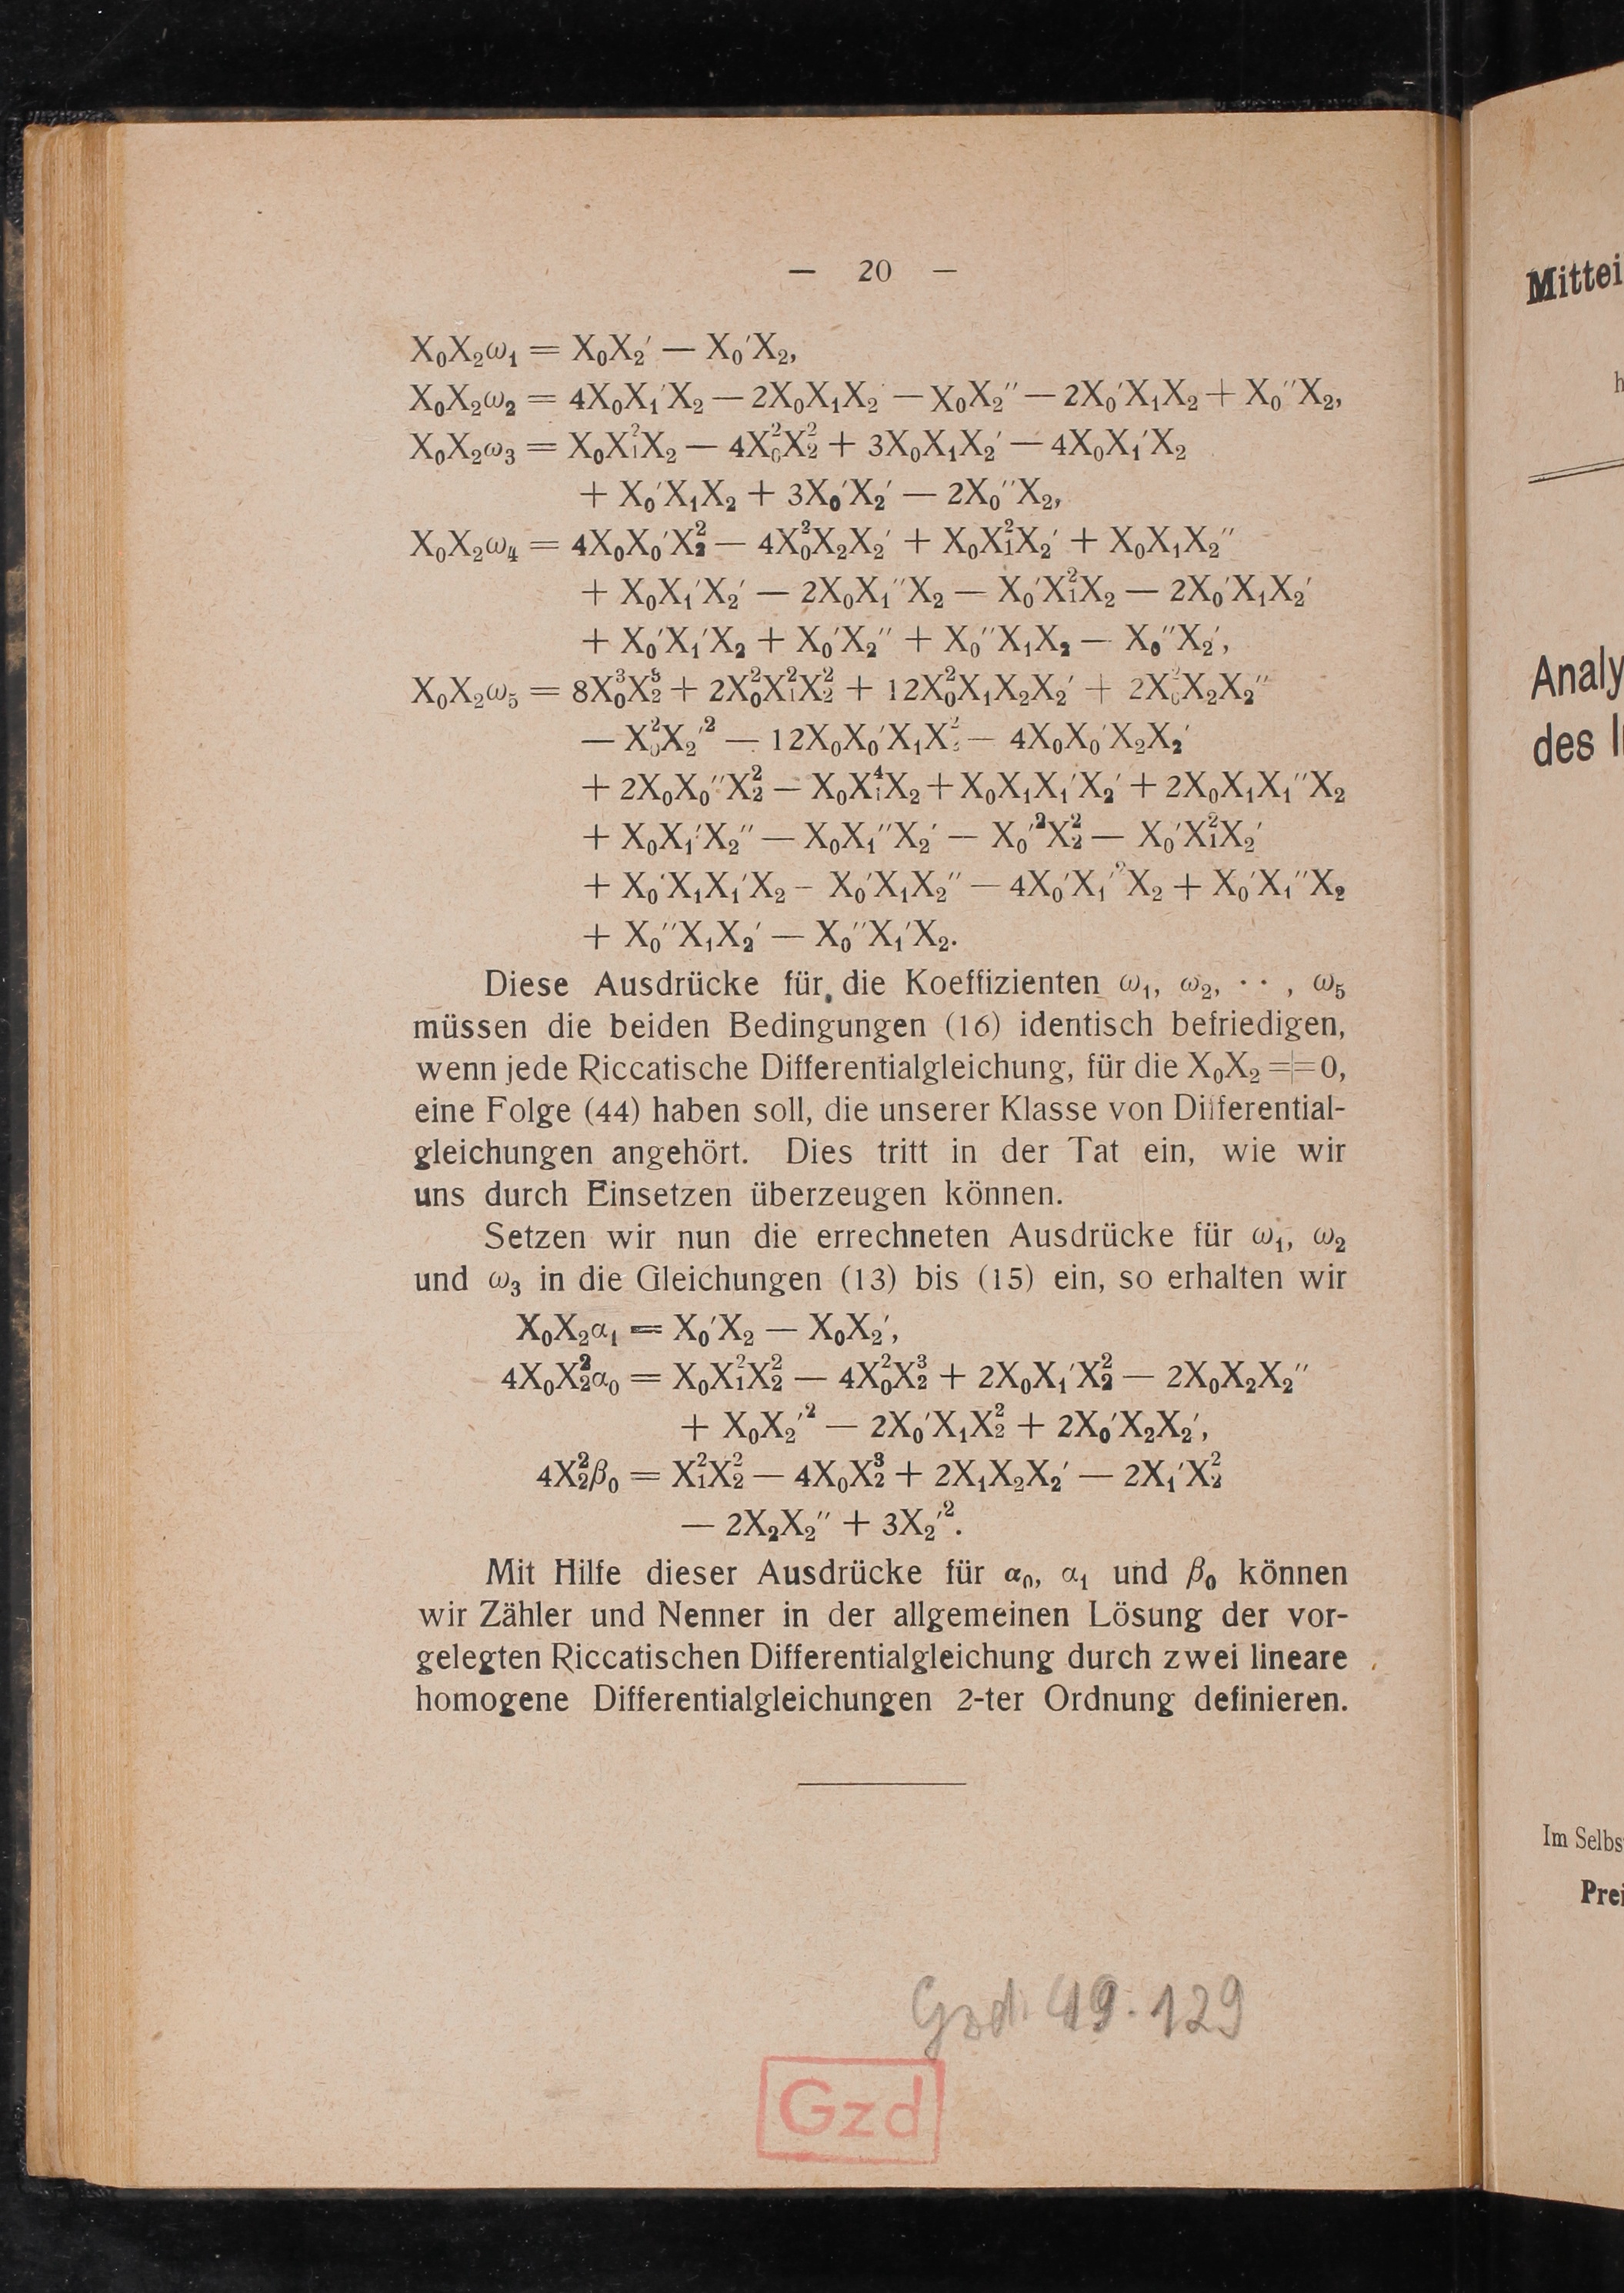 — 20 —
X₀X₂ω₁ = X₀X₂′ — X₀′X₂,
X₀X₂ω₂ = 4X₀X₁′X₂ — 2X₀X₁X₂′ — X₀X₂″ — 2X₀′X₁X₂ + X₀″X₂,
X₀X₂ω₃ = X₀X₁²X₂ — 4X₀²X₂² + 3X₀X₁X₂′ — 4X₀X₁′X₂
+ X₀′X₁X₂ + 3X₀′X₂′ — 2X₀″X₂,
X₀X₂ω₄ = 4X₀X₀′X₂² — 4X₀²X₂X₂′ + X₀X₁²X₂′ + X₀X₁X₂″
+ X₀X₁′X₂′ — 2X₀X₁″X₂ — X₀′X₁²X₂ — 2X₀′X₁X₂′
+ X₀′X₁′X₂ + X₀′X₂″ + X₀″X₁X₂ — X₀″X₂′,
X₀X₂ω₅ = 8X₀³X₂³ + 2X₀²X₁²X₂² + 12X₀²X₁X₂X₂′ + 2X₀²X₂X₂″
— X₀²X₂′² — 12X₀X₀′X₁X₂² — 4X₀X₀′X₂X₂′
+ 2X₀X₀″X₂² — X₀X₁⁴X₂ + X₀X₁X₁′X₂′ + 2X₀X₁X₁″X₂
+ X₀X₁′X₂″ — X₀X₁″X₂′ — X₀′²X₂² — X₀′X₁²X₂′
+ X₀′X₁X₁′X₂ – X₀′X₁X₂″ — 4X₀′X₁′²X₂ + X₀′X₁″X₂
+ X₀″X₁X₂′ — X₀″X₁′X₂.
Diese Ausdrücke für die Koeffizienten ω₁, ω₂, · · , ω₅
müssen die beiden Bedingungen (16) identisch befriedigen,
wenn jede Riccatische Differentialgleichung, für die X₀X₂ =|= 0,
eine Folge (44) haben soll, die unserer Klasse von Differential-
gleichungen angehört. Dies tritt in der Tat ein, wie wir
uns durch Einsetzen überzeugen können.
Setzen wir nun die errechneten Ausdrücke für ω₁, ω₂
und ω₃ in die Gleichungen (13) bis (15) ein, so erhalten wir
X₀X₂α₁ = X₀′X₂ — X₀X₂′,
4X₀X₂²α₀ = X₀X₁²X₂² — 4X₀²X₂³ + 2X₀X₁′X₂² — 2X₀X₂X₂″
+ X₀X₂′² — 2X₀′X₁X₂² + 2X₀′X₂X₂′,
4X₂²β₀ = X₁²X₂² — 4X₀X₂³ + 2X₁X₂X₂′ — 2X₁′X₂²
— 2X₂X₂″ + 3X₂′².
Mit Hilfe dieser Ausdrücke für α₀, α₁ und β₀ können
wir Zähler und Nenner in der allgemeinen Lösung der vor-
gelegten Riccatischen Differentialgleichung durch zwei lineare
homogene Differentialgleichungen 2-ter Ordnung definieren.
Gzd. 49.129
Gzd
Mittei
h
Analy
des I
Im Selbs
Prei